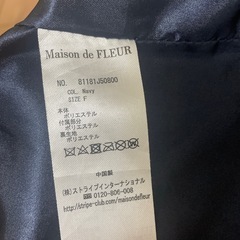 Maison de FLEUR
NO. 81181J50800
COL. Navy
SIZE F
本体
ポリエステル
付属部分
ポリエステル
裏生地
ポリエステル
中国製
(株)ストライプインターナショナル
0120-806-008
http://stripe-club.com/maisondefleur